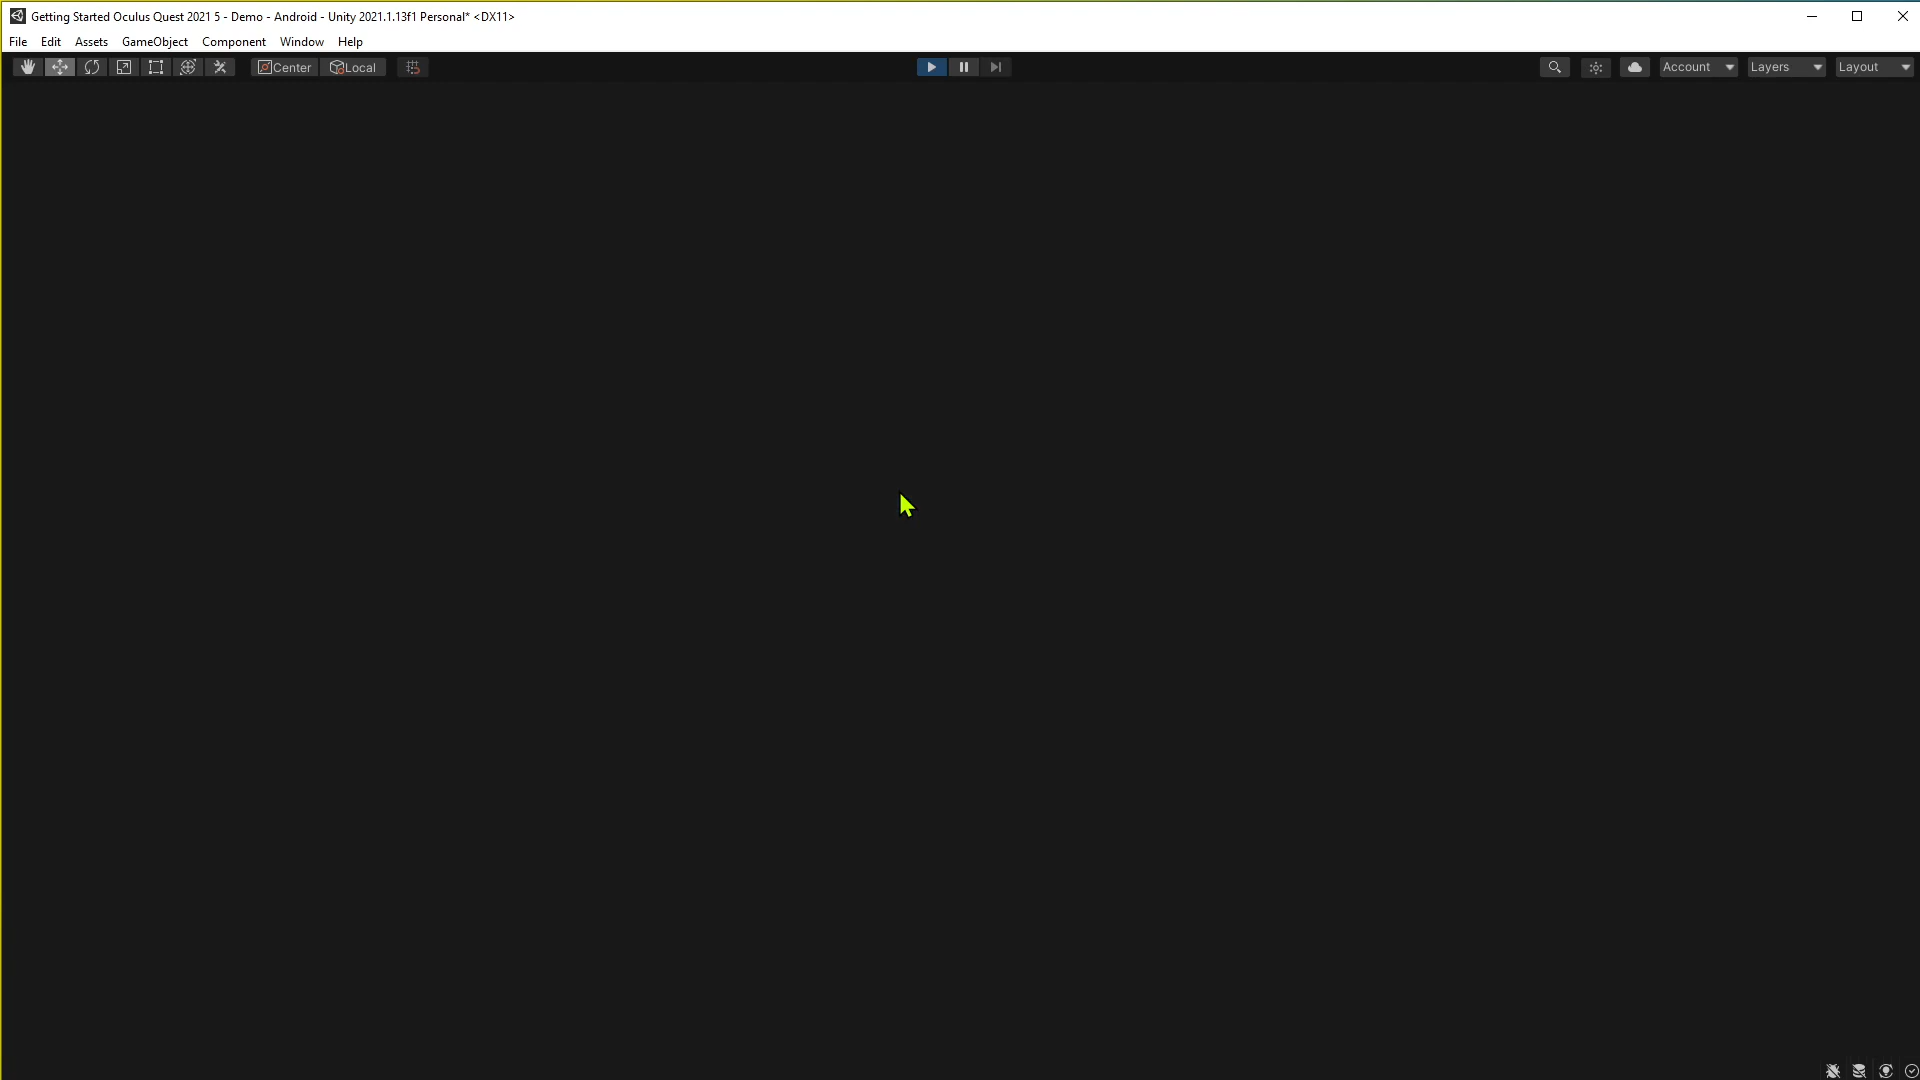 Getting Started Oculus Quest 2021 5 - Demo - Android - Unity 2021.1.13f1 Personal* <DX11>
File Edit Assets GameObject Component Window Help
Center Local Account Layers Layout